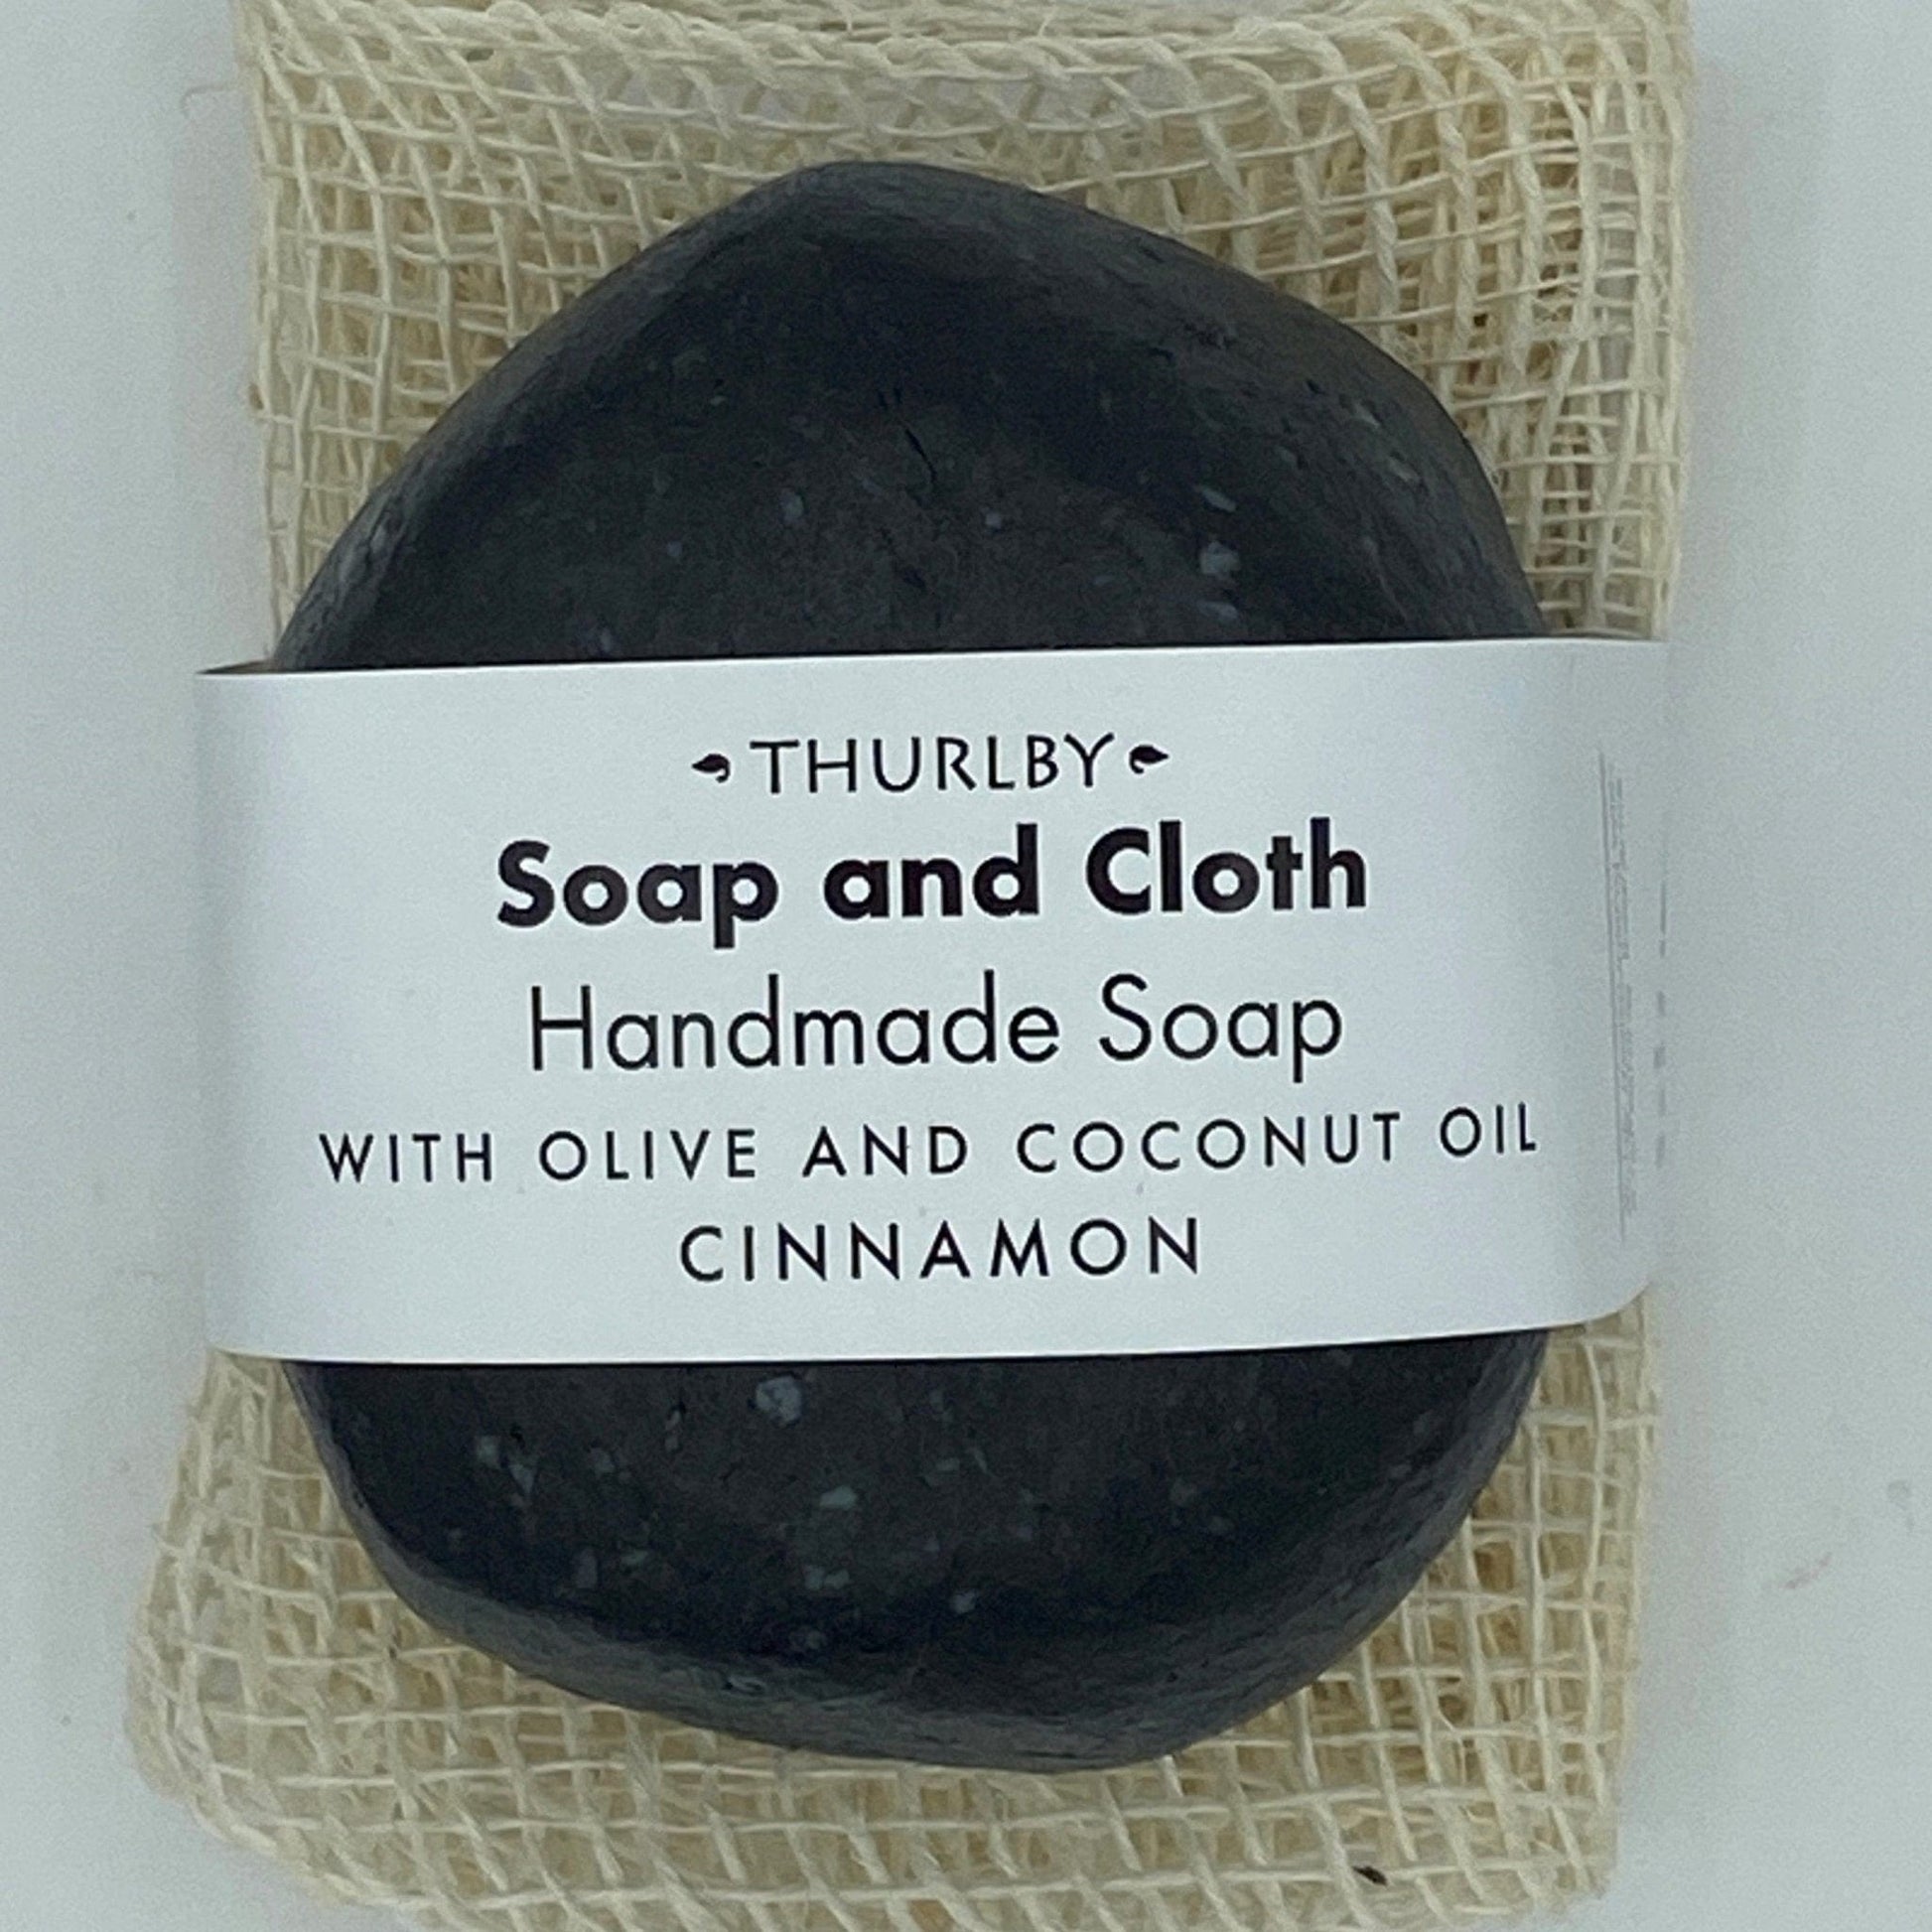 THURLBY
Soap and Cloth
Handmade Soap
WITH OLIVE AND COCONUT OIL
CINNAMON